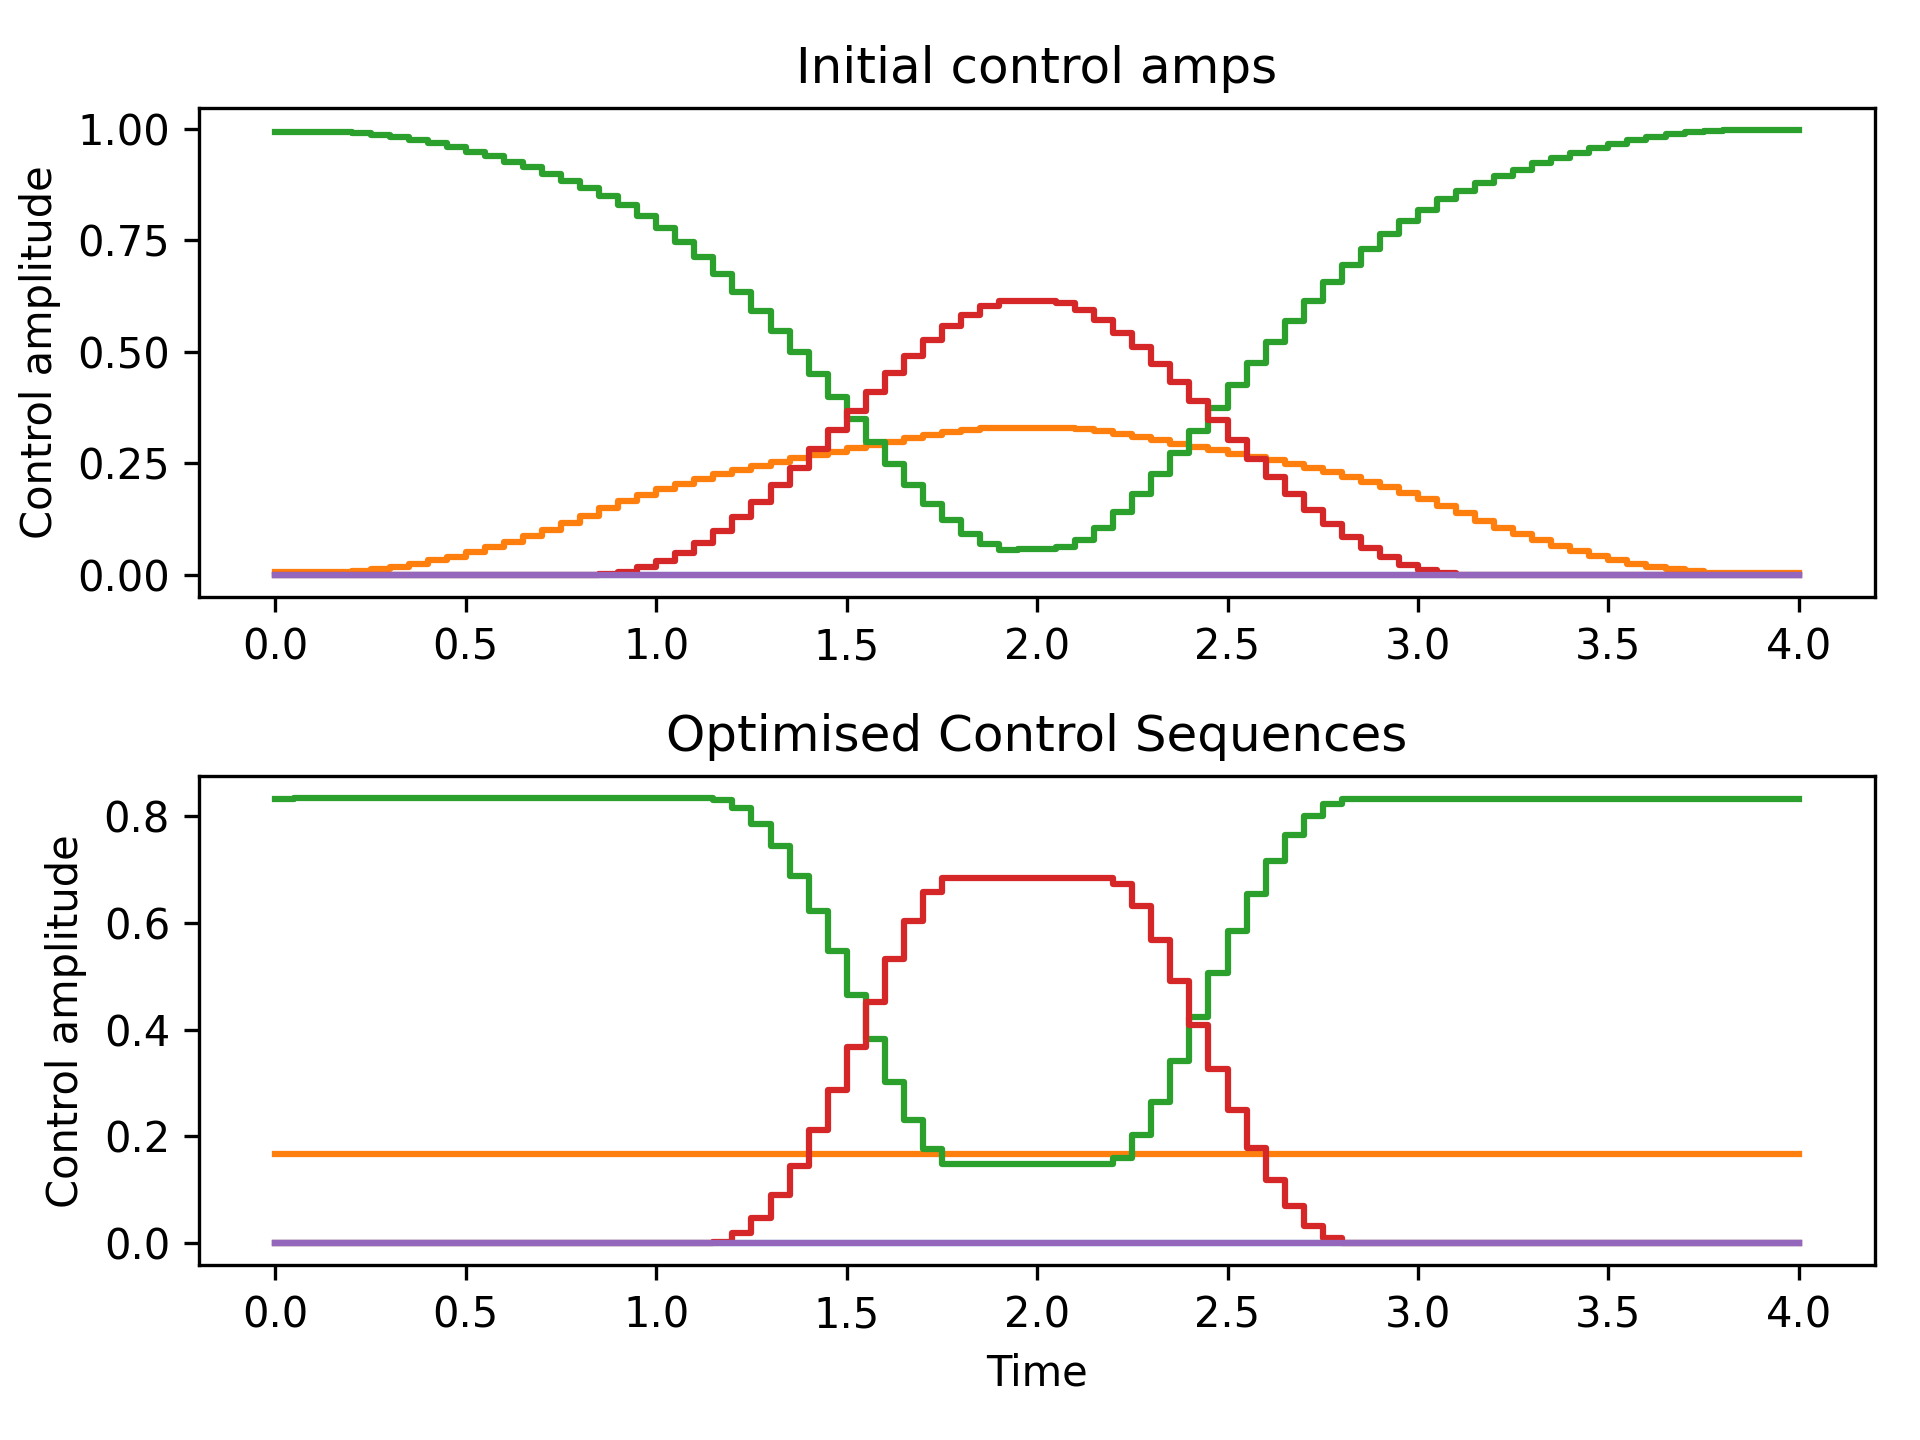 Initial control amps
Control amplitude
1.00
0.75
0.50
0.25
0.00
0.0 0.5 1.0 1.5 2.0 2.5 3.0 3.5 4.0
Optimised Control Sequences
Control amplitude
0.8
0.6
0.4
0.2
0.0
0.0 0.5 1.0 1.5 2.0 2.5 3.0 3.5 4.0
Time